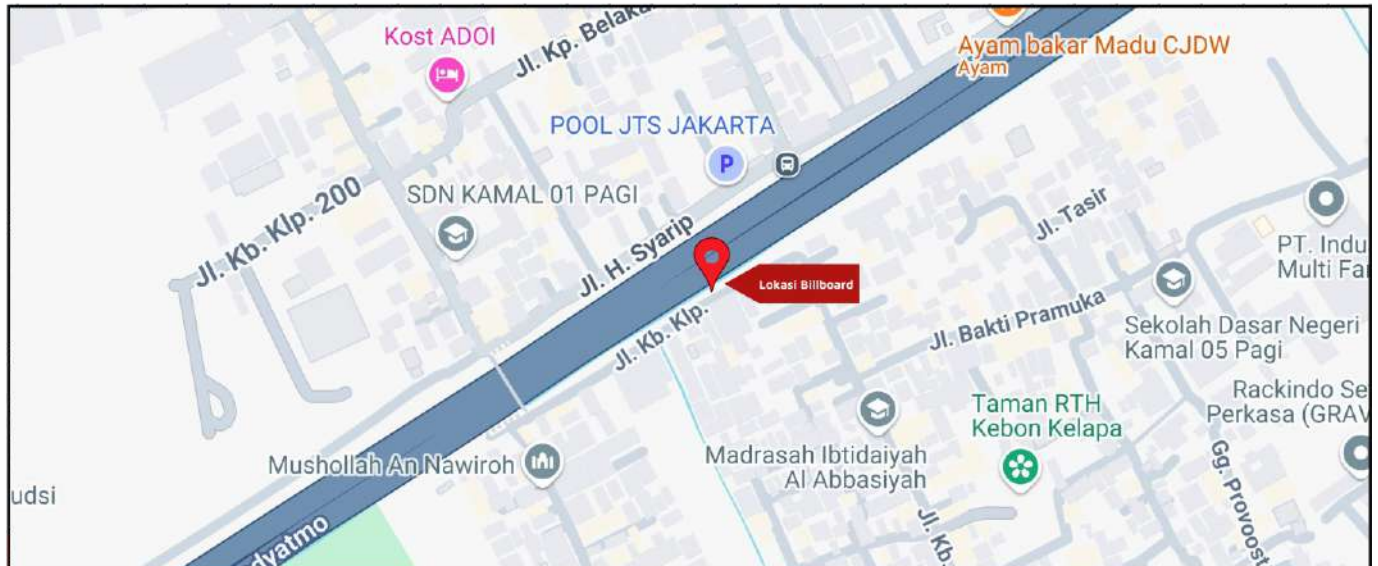 Kost ADOI
Jl. Kp. Belaka
Ayam bakar Madu CJDW
Ayam
POOL JTS JAKARTA
P
SDN KAMAL 01 PAGI
Jl. Kb. Klp. 200
Jl. H. Syarip
Jl. Tasir
PT. Indu
Multi Fa
Lokasi Billboard
Jl. Kb. Klp.
Jl. Bakti Pramuka
Sekolah Dasar Negeri
Kamal 05 Pagi
Taman RTH
Kebon Kelapa
Rackindo Se
Perkasa (GRAV
Mushollah An Nawiroh
Madrasah Ibtidaiyah
Al Abbasiyah
udsi
dyatmo
Jl. Kb.
Gg. Provoost